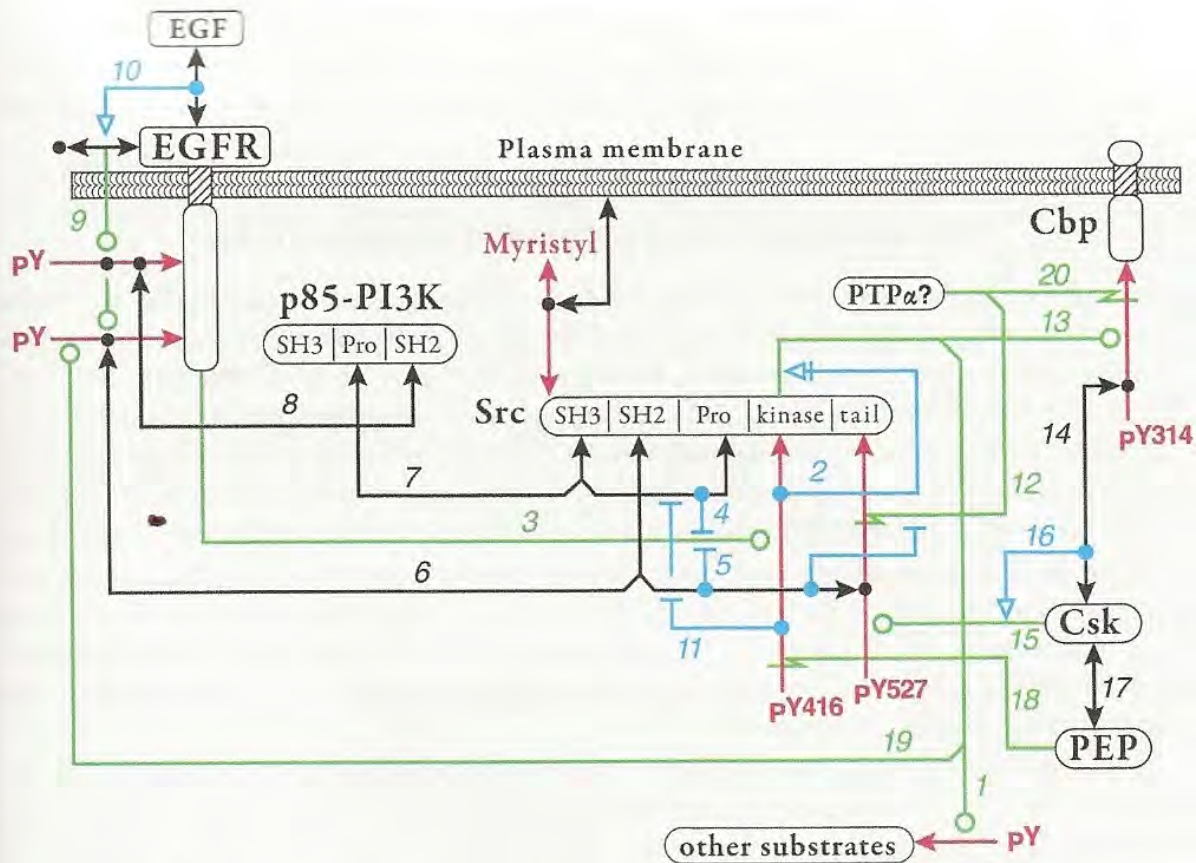 EGF
10
EGFR
Plasma membrane
9
Cbp
Myristyl
pY
20
p85-PI3K
PTPα?
13
pY
SH3 Pro SH2
8
Src
SH3 SH2 Pro kinase tail
14
pY314
7
2
12
3
4
16
5
6
Csk
15
11
pY416
pY527
18
17
PEP
19
1
other substrates
pY